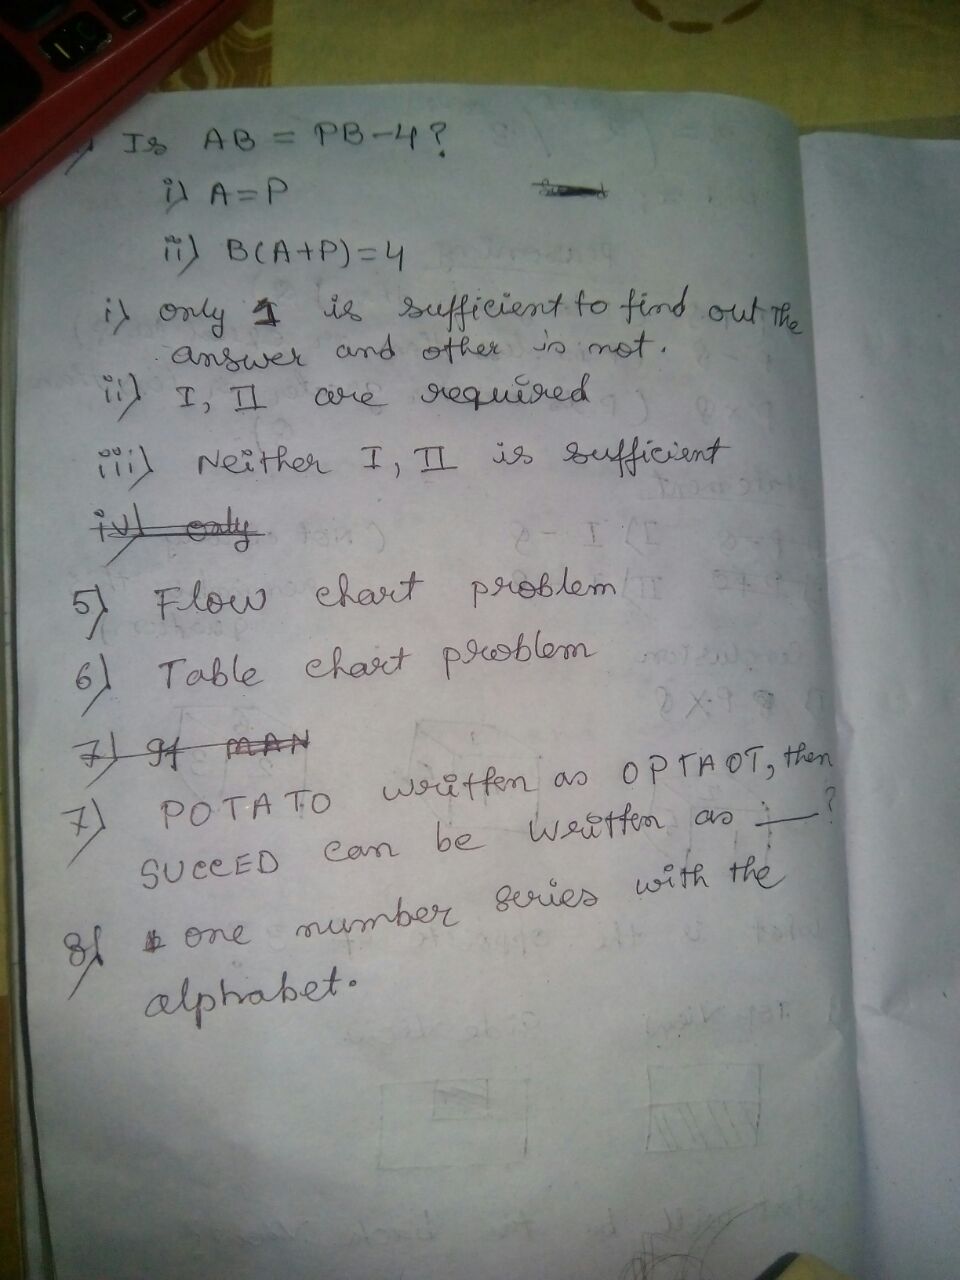 Is AB = PB-4?
i) A=P
ii) B(A+P)=4
i) only I is sufficient to find out the
answer and other is not.
ii) I, II are required
iii) Neither I, II is sufficient
iv) only
5) Flow chart problem
6) Table chart problem
7) If MAN
7) POTATO written as OPTAOT, then
SUCCED can be written as — ?
8) one number series with the
alphabet.